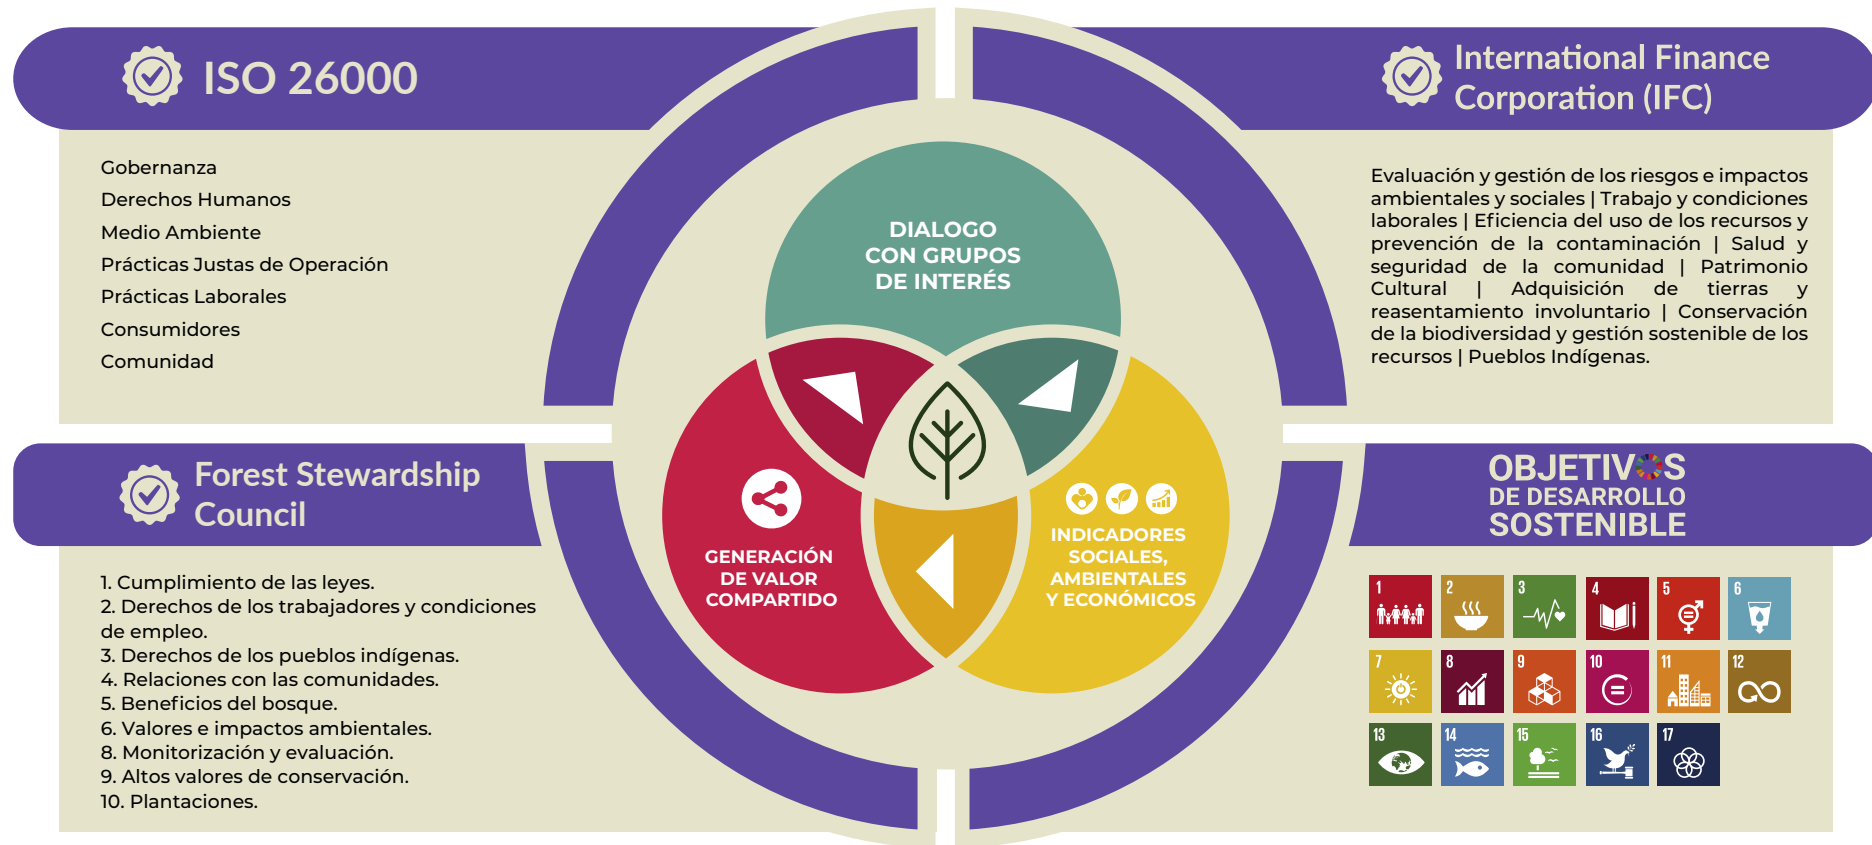 ISO 26000
Gobernanza
Derechos Humanos
Medio Ambiente
Prácticas Justas de Operación
Prácticas Laborales
Consumidores
Comunidad
International Finance
Corporation (IFC)
Evaluación y gestión de los riesgos e impactos
ambientales y sociales | Trabajo y condiciones
laborales | Eficiencia del uso de los recursos y
prevención de la contaminación | Salud y
seguridad de la comunidad | Patrimonio
Cultural | Adquisición de tierras y
reasentamiento involuntario | Conservación
de la biodiversidad y gestión sostenible de los
recursos | Pueblos Indígenas.
DIALOGO
CON GRUPOS
DE INTERÉS
GENERACIÓN
DE VALOR
COMPARTIDO
INDICADORES
SOCIALES,
AMBIENTALES
Y ECONÓMICOS
Forest Stewardship
Council
1. Cumplimiento de las leyes.
2. Derechos de los trabajadores y condiciones
de empleo.
3. Derechos de los pueblos indígenas.
4. Relaciones con las comunidades.
5. Beneficios del bosque.
6. Valores e impactos ambientales.
8. Monitorización y evaluación.
9. Altos valores de conservación.
10. Plantaciones.
OBJETIVOS
DE DESARROLLO
SOSTENIBLE
1 2 3 4 5 6
7 8 9 10 11 12
13 14 15 16 17